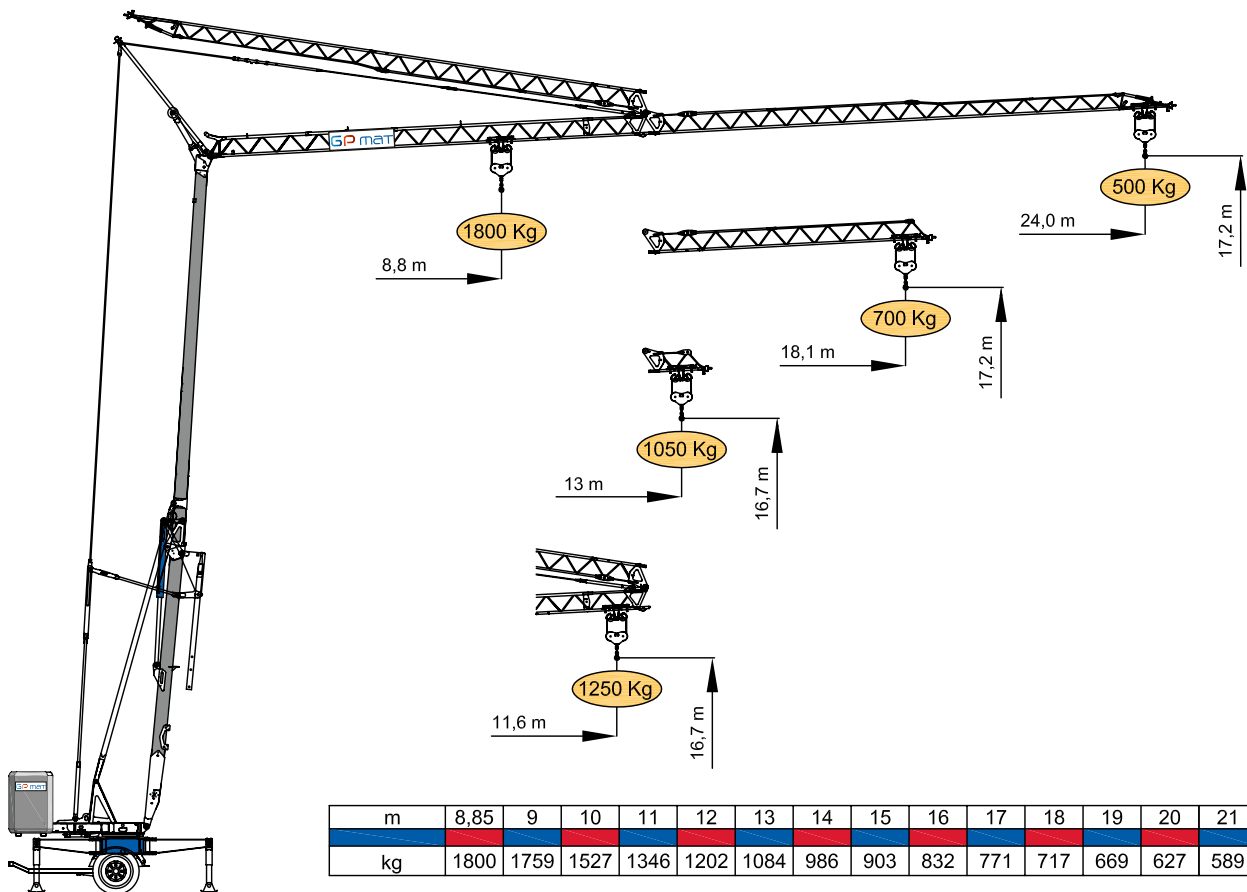 GP mat
500 Kg
1800 Kg
24,0 m
17,2 m
8,8 m
700 Kg
18,1 m
17,2 m
1050 Kg
13 m
16,7 m
1250 Kg
11,6 m
16,7 m
GP mat
m 8,85 9 10 11 12 13 14 15 16 17 18 19 20 21
kg 1800 1759 1527 1346 1202 1084 986 903 832 771 717 669 627 589